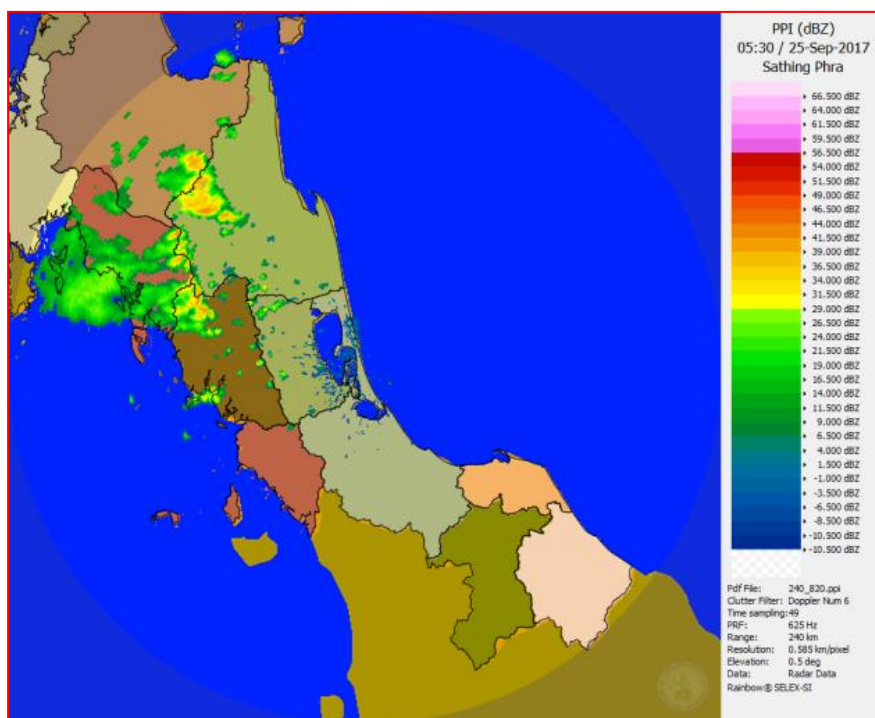 PPI (dBZ)
05:30 / 25-Sep-2017
Sathing Phra
66.500 dBZ
64.000 dBZ
61.500 dBZ
59.500 dBZ
56.500 dBZ
54.000 dBZ
51.500 dBZ
49.000 dBZ
46.500 dBZ
44.000 dBZ
41.500 dBZ
39.000 dBZ
36.500 dBZ
34.000 dBZ
31.500 dBZ
29.000 dBZ
26.500 dBZ
24.000 dBZ
21.500 dBZ
19.000 dBZ
16.500 dBZ
14.000 dBZ
11.500 dBZ
9.000 dBZ
6.500 dBZ
4.000 dBZ
1.500 dBZ
-1.000 dBZ
-3.500 dBZ
-6.500 dBZ
-8.500 dBZ
-10.500 dBZ
-10.500 dBZ
Pdf File: 240_820.ppi
Clutter Filter: Doppler Num 6
Time sampling:49
PRF: 625 Hz
Range: 240 km
Resolution: 0.585 km/pixel
Elevation: 0.5 deg
Data: Radar Data
Rainbow® SELEX-SI